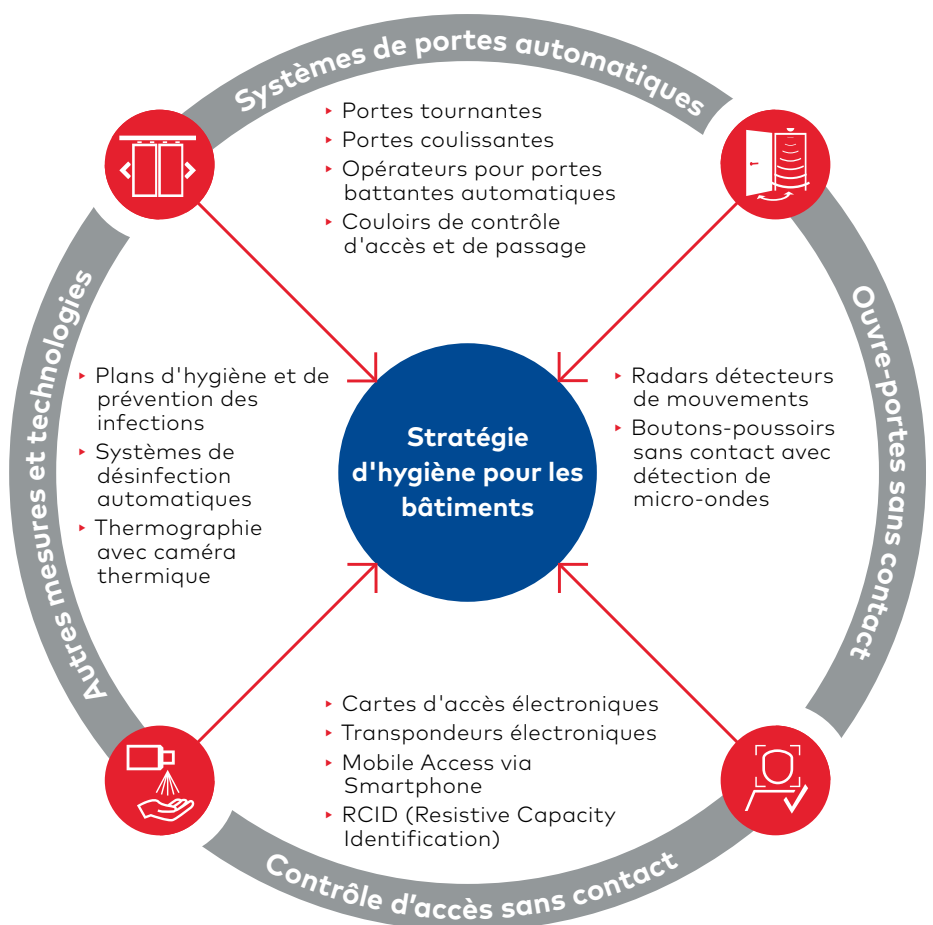 Systèmes de portes automatiques
‣ Portes tournantes
‣ Portes coulissantes
‣ Opérateurs pour portes
battantes automatiques
‣ Couloirs de contrôle
d'accès et de passage
Ouvre-portes sans contact
‣ Radars détecteurs
de mouvements
‣ Boutons-poussoirs
sans contact avec
détection de
micro-ondes
Autres mesures et technologies
‣ Plans d'hygiène et de
prévention des
infections
‣ Systèmes de
désinfection
automatiques
‣ Thermographie
avec caméra
thermique
Stratégie
d'hygiène pour les
bâtiments
‣ Cartes d'accès électroniques
‣ Transpondeurs électroniques
‣ Mobile Access via
Smartphone
‣ RCID (Resistive Capacity
Identification)
Contrôle d'accès sans contact